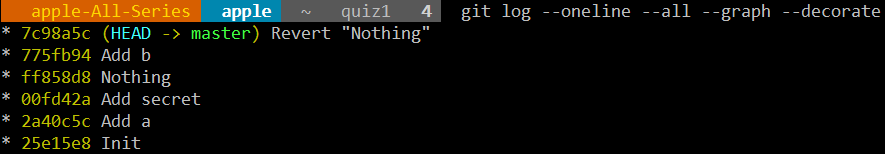 apple-All-Series apple ~ quiz1 4 git log --oneline --all --graph --decorate
* 7c98a5c (HEAD -> master) Revert "Nothing"
* 775fb94 Add b
* ff858d8 Nothing
* 00fd42a Add secret
* 2a40c5c Add a
* 25e15e8 Init